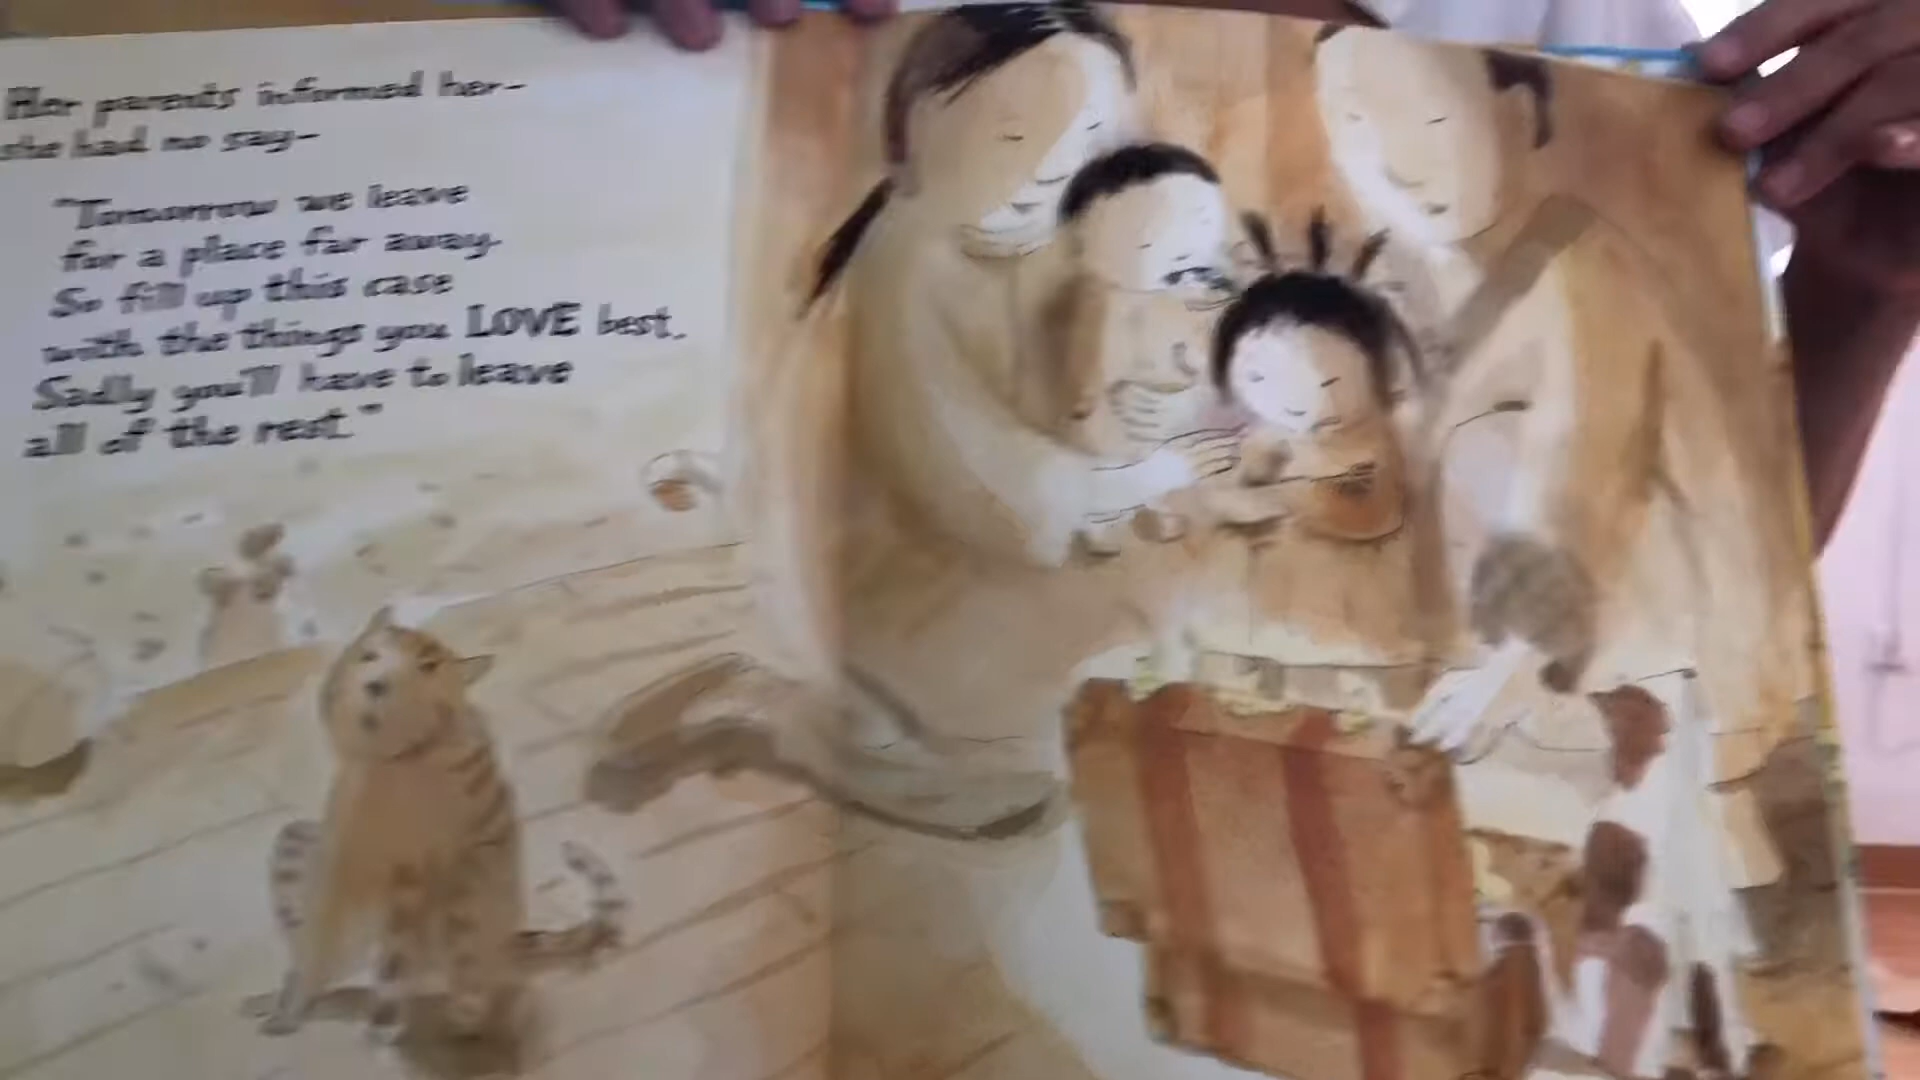 Her parents informed her-
she had no say-
"Tomorrow we leave
for a place far away.
So fill up this case
with the things you LOVE best.
Sadly you'll have to leave
all of the rest."